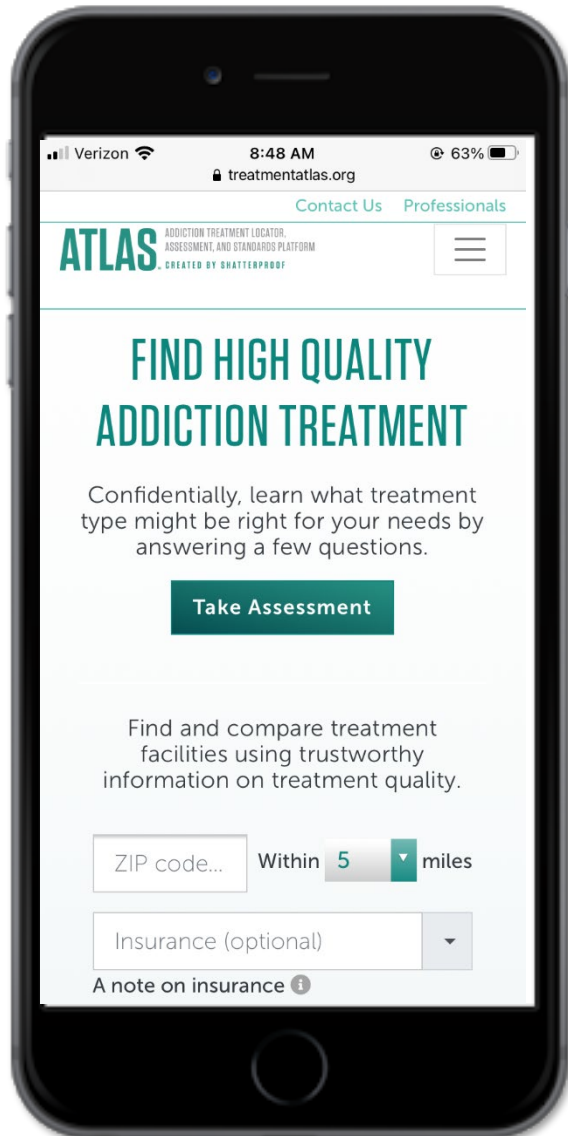 Verizon 8:48 AM 63%
treatmentatlas.org
Contact Us Professionals
ATLAS
ADDICTION TREATMENT LOCATOR,
ASSESSMENT, AND STANDARDS PLATFORM
CREATED BY SHATTERPROOF
FIND HIGH QUALITY
ADDICTION TREATMENT
Confidentially, learn what treatment
type might be right for your needs by
answering a few questions.
Take Assessment
Find and compare treatment
facilities using trustworthy
information on treatment quality.
ZIP code... Within 5 miles
Insurance (optional)
A note on insurance